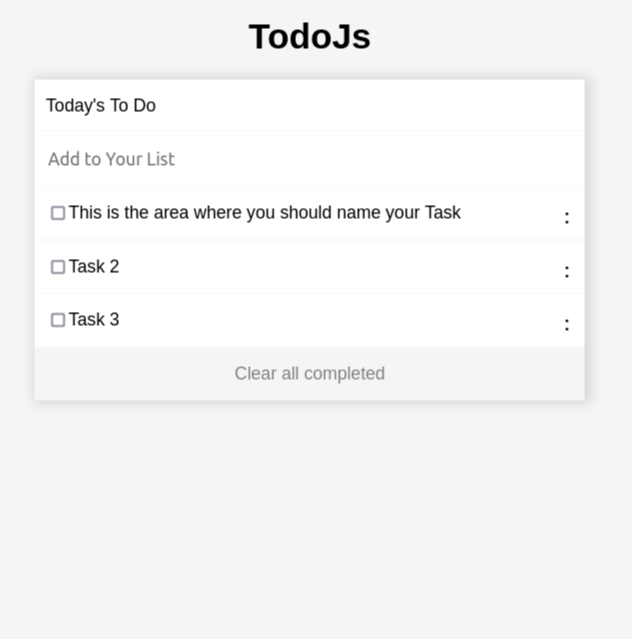 TodoJs
Today's To Do
Add to Your List
This is the area where you should name your Task :
Task 2 :
Task 3 :
Clear all completed